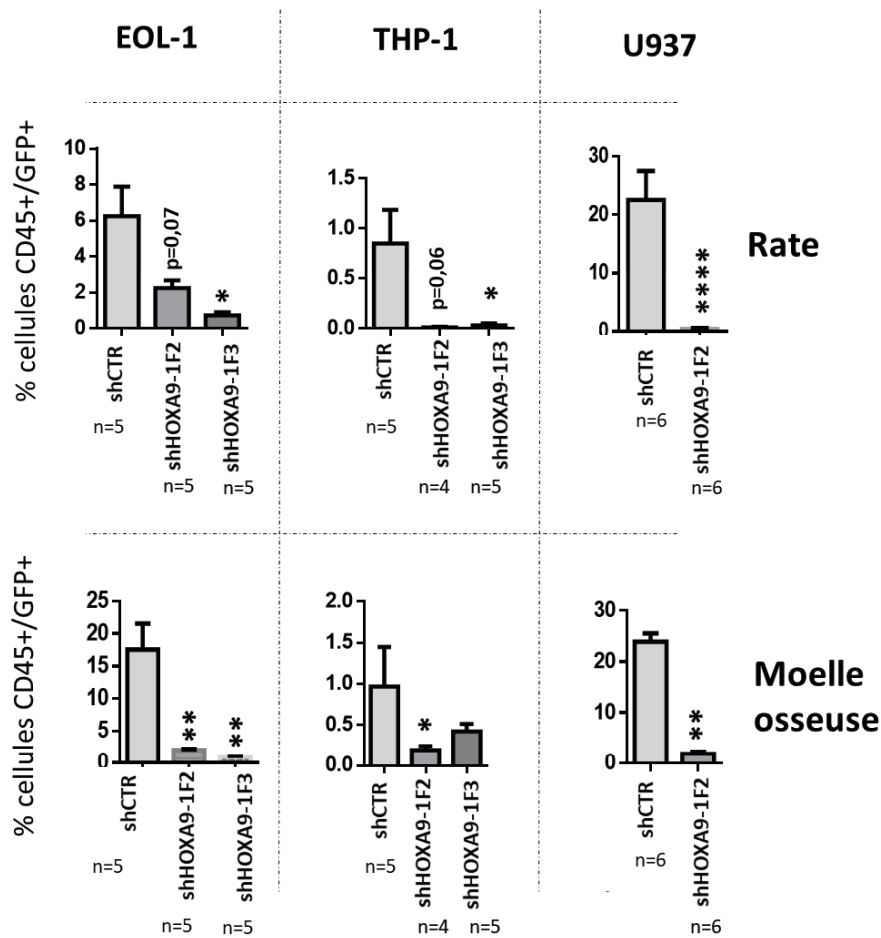 EOL-1
THP-1
U937
% cellules CD45+/GFP+
10
8
6
4
2
0
p=0,07
*
shCTR
shHOXA9-1F2
shHOXA9-1F3
n=5
n=5
n=5
1.5
1.0
0.5
0.0
p=0,06
*
shCTR
shHOXA9-1F2
shHOXA9-1F3
n=5
n=4
n=5
30
20
10
0
****
shCTR
shHOXA9-1F2
n=6
n=6
Rate
% cellules CD45+/GFP+
25
20
15
10
5
0
**
**
shCTR
shHOXA9-1F2
shHOXA9-1F3
n=5
n=5
n=5
2.0
1.5
1.0
0.5
0.0
*
shCTR
shHOXA9-1F2
shHOXA9-1F3
n=5
n=4
n=5
30
20
10
0
**
shCTR
shHOXA9-1F2
n=6
n=6
Moelle
osseuse